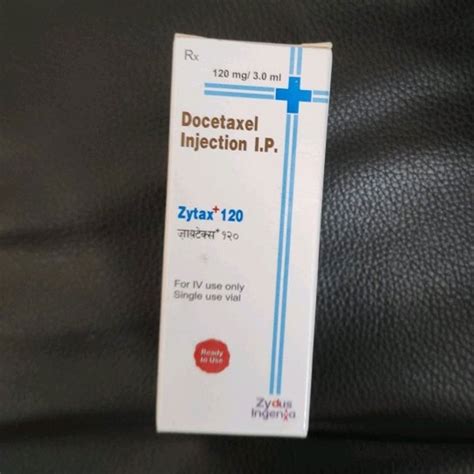 Rx
120 mg/ 3.0 ml
Docetaxel
Injection I.P.
Zytax+ 120
ज़ायटेक्स+ १२०
For IV use only
Single use vial
Ready
to Use
Zydus
Ingenia